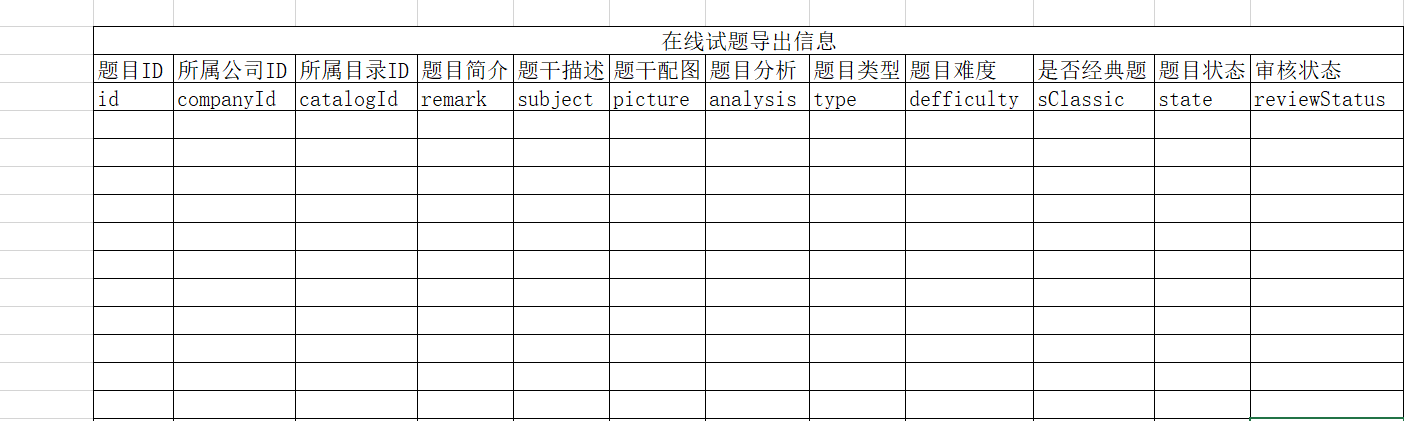 在线试题导出信息
题目ID 所属公司ID 所属目录ID 题目简介 题干描述 题干配图 题目分析 题目类型 题目难度 是否经典题 题目状态 审核状态
id companyId catalogId remark subject picture analysis type defficulty sClassic state reviewStatus